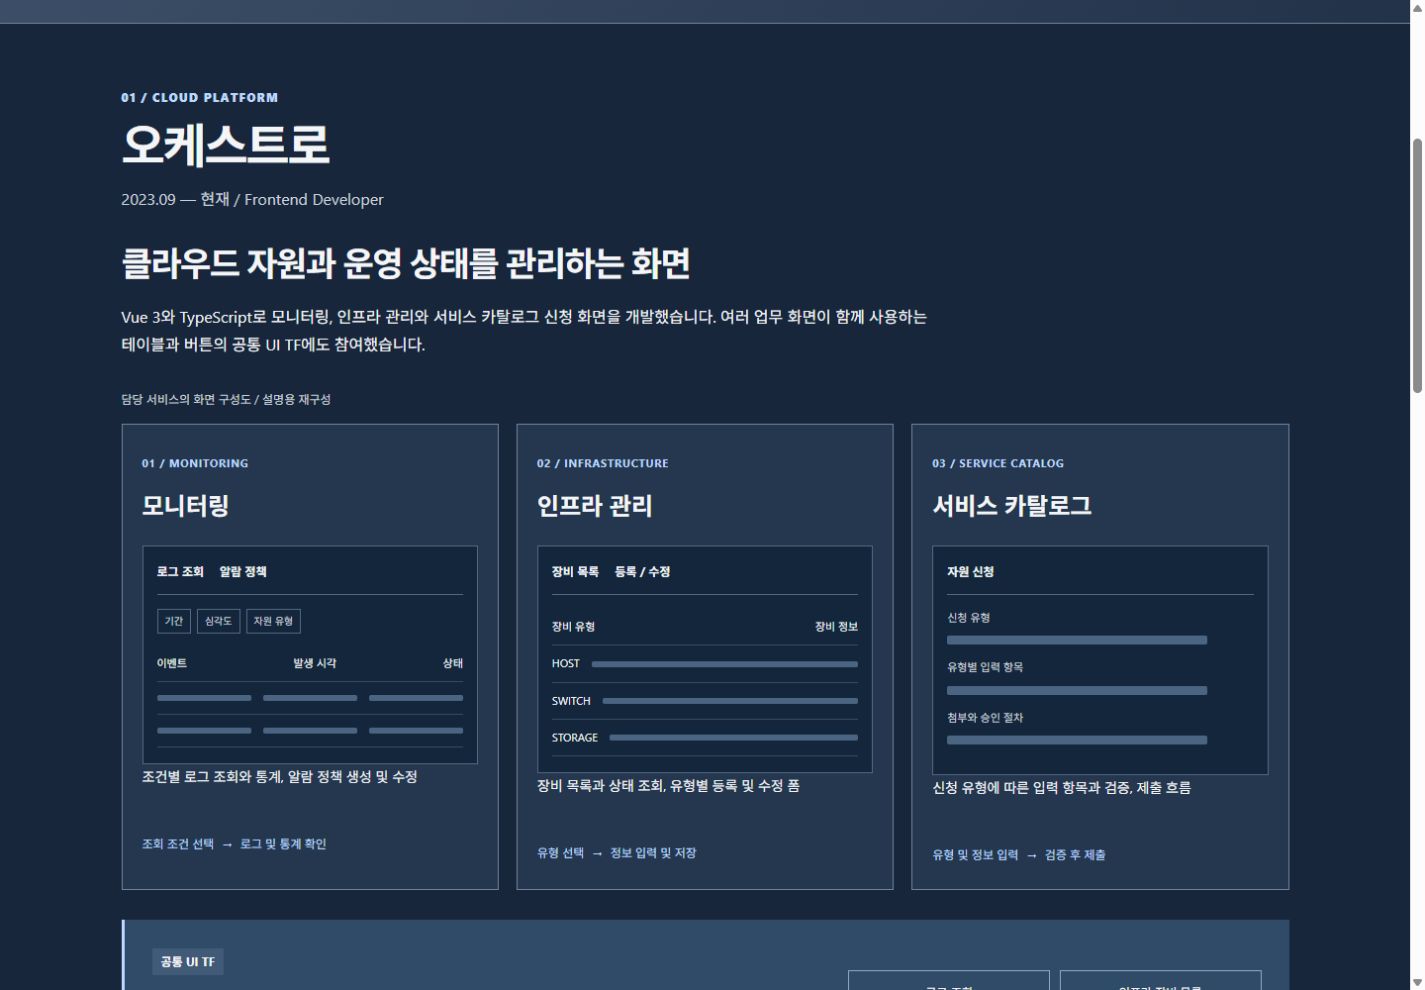 01 / CLOUD PLATFORM
오케스트로
2023.09 — 현재 / Frontend Developer
클라우드 자원과 운영 상태를 관리하는 화면
Vue 3와 TypeScript로 모니터링, 인프라 관리와 서비스 카탈로그 신청 화면을 개발했습니다. 여러 업무 화면이 함께 사용하는
테이블과 버튼의 공통 UI TF에도 참여했습니다.
담당 서비스의 화면 구성도 / 설명용 재구성
01 / MONITORING
모니터링
로그 조회 알람 정책
기간 심각도 자원 유형
이벤트 발생 시각 상태
조건별 로그 조회와 통계, 알람 정책 생성 및 수정
조회 조건 선택 → 로그 및 통계 확인
02 / INFRASTRUCTURE
인프라 관리
장비 목록 등록 / 수정
장비 유형 장비 정보
HOST
SWITCH
STORAGE
장비 목록과 상태 조회, 유형별 등록 및 수정 폼
유형 선택 → 정보 입력 및 저장
03 / SERVICE CATALOG
서비스 카탈로그
자원 신청
신청 유형
유형별 입력 항목
첨부와 승인 절차
신청 유형에 따른 입력 항목과 검증, 제출 흐름
유형 및 정보 입력 → 검증 후 제출
공통 UI TF